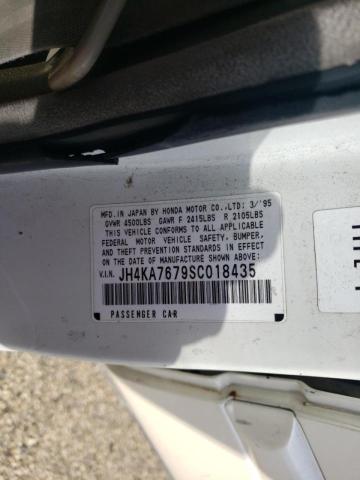 MFD. IN JAPAN BY HONDA MOTOR CO.,LTD: 3/'95
GVWR 4500LBS GAWR F 2415LBS R 2105LBS
THIS VEHICLE CONFORMS TO ALL APPLICABLE
FEDERAL MOTOR VEHICLE SAFETY, BUMPER,
AND THEFT PREVENTION STANDARDS IN EFFECT
ON THE DATE OF MANUFACTURE SHOWN ABOVE:
V.I.N. JH4KA7679SC018435
PASSENGER CAR